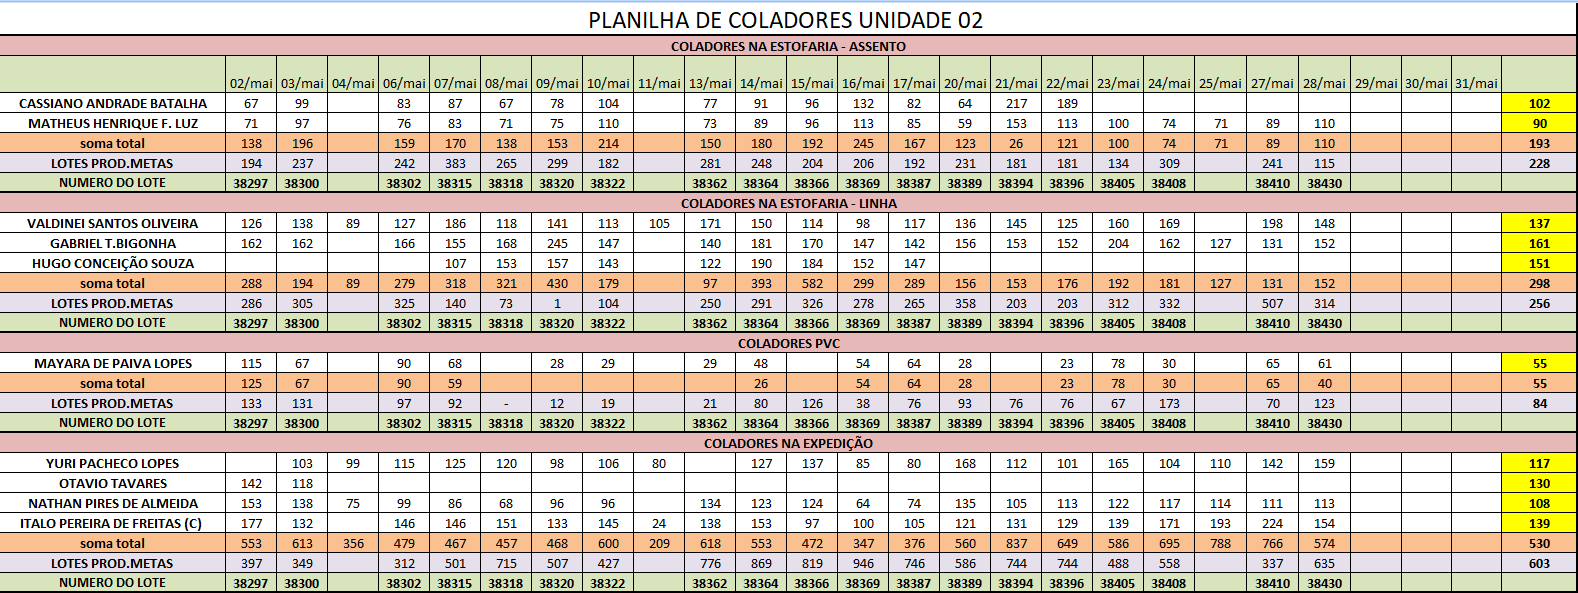 PLANILHA DE COLADORES UNIDADE 02
COLADORES NA ESTOFARIA - ASSENTO
02/mai 03/mai 04/mai 06/mai 07/mai 08/mai 09/mai 10/mai 11/mai 13/mai 14/mai 15/mai 16/mai 17/mai 20/mai 21/mai 22/mai 23/mai 24/mai 25/mai 27/mai 28/mai 29/mai 30/mai 31/mai
CASSIANO ANDRADE BATALHA 67 99 83 87 67 78 104 77 91 96 132 82 64 217 189 102
MATHEUS HENRIQUE F. LUZ 71 97 76 83 71 75 110 73 89 96 113 85 59 153 113 100 74 71 89 110 90
soma total 138 196 159 170 138 153 214 150 180 192 245 167 123 26 121 100 74 71 89 110 193
LOTES PROD.METAS 194 237 242 383 265 299 182 281 248 204 206 192 231 181 181 134 309 241 115 228
NUMERO DO LOTE 38297 38300 38302 38315 38318 38320 38322 38362 38364 38366 38369 38387 38389 38394 38396 38405 38408 38410 38430
COLADORES NA ESTOFARIA - LINHA
VALDINEI SANTOS OLIVEIRA 126 138 89 127 186 118 141 113 105 171 150 114 98 117 136 145 125 160 169 198 148 137
GABRIEL T.BIGONHA 162 162 166 155 168 245 147 140 181 170 147 142 156 153 152 204 162 127 131 152 161
HUGO CONCEIÇÃO SOUZA 107 153 157 143 122 190 184 152 147 151
soma total 288 194 89 279 318 321 430 179 97 393 582 299 289 156 153 176 192 181 127 131 152 298
LOTES PROD.METAS 286 305 325 140 73 1 104 250 291 326 278 265 358 203 203 312 332 507 314 256
NUMERO DO LOTE 38297 38300 38302 38315 38318 38320 38322 38362 38364 38366 38369 38387 38389 38394 38396 38405 38408 38410 38430
COLADORES PVC
MAYARA DE PAIVA LOPES 115 67 90 68 28 29 29 48 54 64 28 23 78 30 65 61 55
soma total 125 67 90 59 26 54 64 28 23 78 30 65 40 55
LOTES PROD.METAS 133 131 97 92 - 12 19 21 80 126 38 76 93 76 76 67 173 70 123 84
NUMERO DO LOTE 38297 38300 38302 38315 38318 38320 38322 38362 38364 38366 38369 38387 38389 38394 38396 38405 38408 38410 38430
COLADORES NA EXPEDIÇÃO
YURI PACHECO LOPES 103 99 115 125 120 98 106 80 127 137 85 80 168 112 101 165 104 110 142 159 117
OTAVIO TAVARES 142 118 130
NATHAN PIRES DE ALMEIDA 153 138 75 99 86 68 96 96 134 123 124 64 74 135 105 113 122 117 114 111 113 108
ITALO PEREIRA DE FREITAS (C) 177 132 146 146 151 133 145 24 138 153 97 100 105 121 131 129 139 171 193 224 154 139
soma total 553 613 356 479 467 457 468 600 209 618 553 472 347 376 560 837 649 586 695 788 766 574 530
LOTES PROD.METAS 397 349 312 501 715 507 427 776 869 819 946 746 586 744 744 488 558 337 635 603
NUMERO DO LOTE 38297 38300 38302 38315 38318 38320 38322 38362 38364 38366 38369 38387 38389 38394 38396 38405 38408 38410 38430